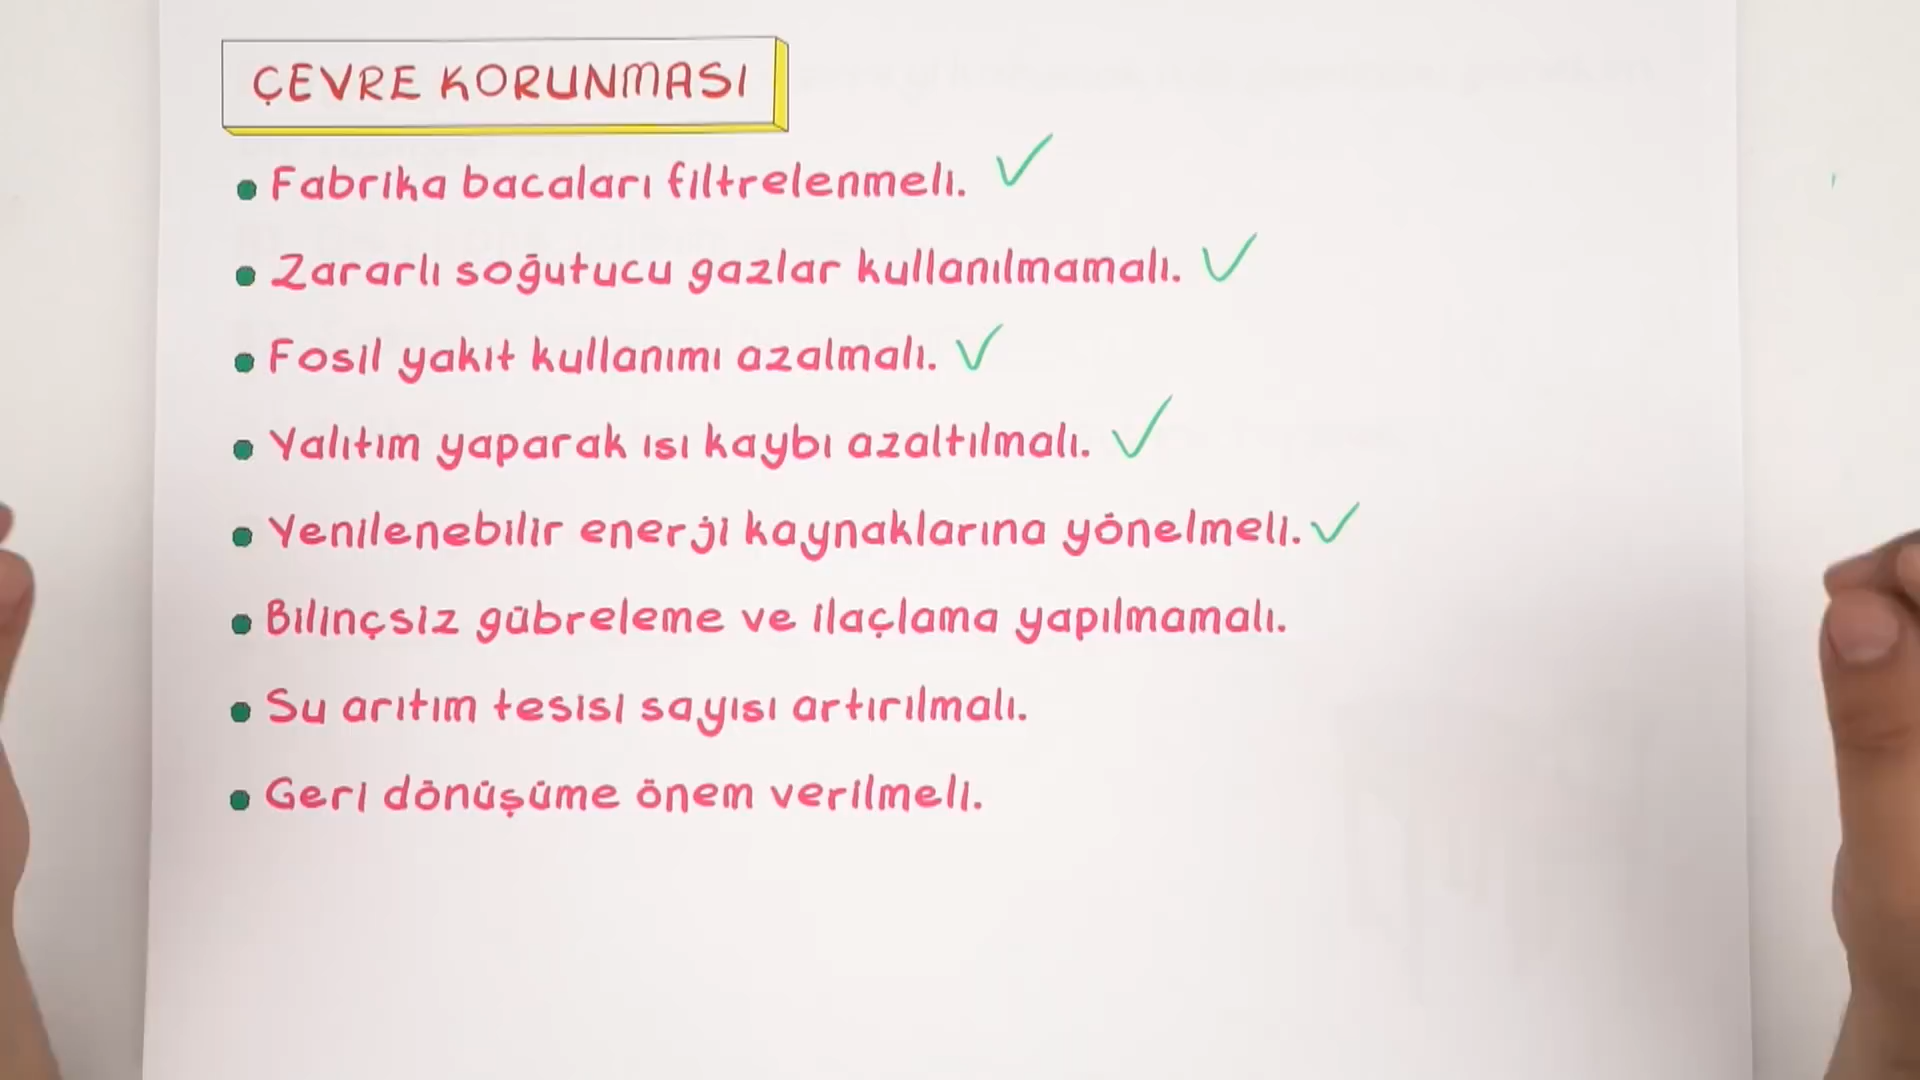 ÇEVRE KORUNMASI
• Fabrika bacaları filtrelenmeli. ✓
• Zararlı soğutucu gazlar kullanılmamalı. ✓
• Fosil yakıt kullanımı azalmalı. ✓
• Yalıtım yaparak ısı kaybı azaltılmalı. ✓
• Yenilenebilir enerji kaynaklarına yönelmeli. ✓
• Bilinçsiz gübreleme ve ilaçlama yapılmamalı.
• Su arıtım tesisi sayısı artırılmalı.
• Geri dönüşüme önem verilmeli.